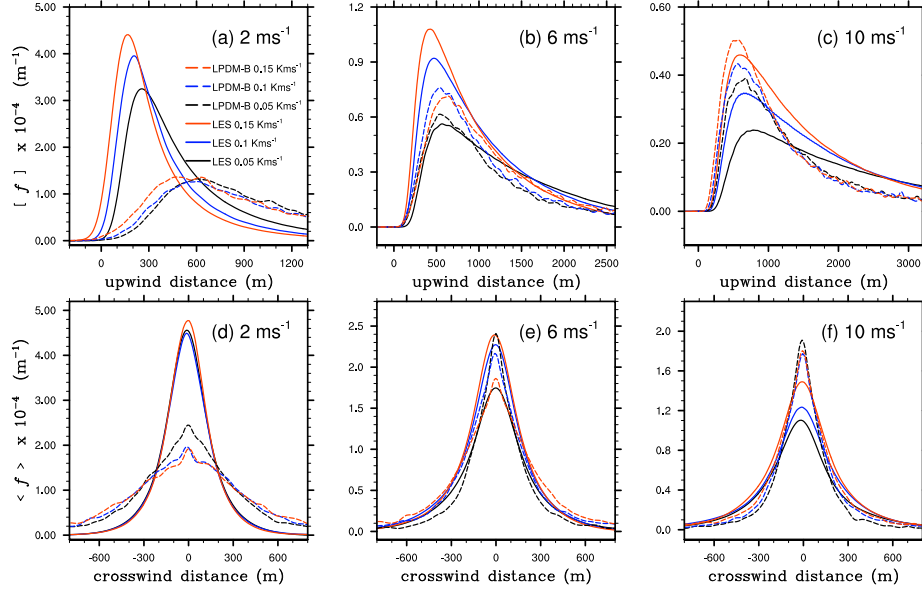 (a) 2 ms⁻¹
5.00
4.00
3.00
2.00
1.00
0.00
[ f ] x 10⁻⁴ (m⁻¹)
LPDM-B 0.15 Kms⁻¹
LPDM-B 0.1 Kms⁻¹
LPDM-B 0.05 Kms⁻¹
LES 0.15 Kms⁻¹
LES 0.1 Kms⁻¹
LES 0.05 Kms⁻¹
0 300 600 900 1200
upwind distance (m)
(b) 6 ms⁻¹
1.2
0.9
0.6
0.3
0.0
0 500 1000 1500 2000 2500
upwind distance (m)
(c) 10 ms⁻¹
0.60
0.40
0.20
0.00
0 1000 2000 3000
upwind distance (m)
(d) 2 ms⁻¹
5.00
4.00
3.00
2.00
1.00
0.00
< f > x 10⁻⁴ (m⁻¹)
-600 -300 0 300 600
crosswind distance (m)
(e) 6 ms⁻¹
2.5
2.0
1.5
1.0
0.5
0.0
-600 -300 0 300 600
crosswind distance (m)
(f) 10 ms⁻¹
2.0
1.6
1.2
0.8
0.4
0.0
-600 -300 0 300 600
crosswind distance (m)